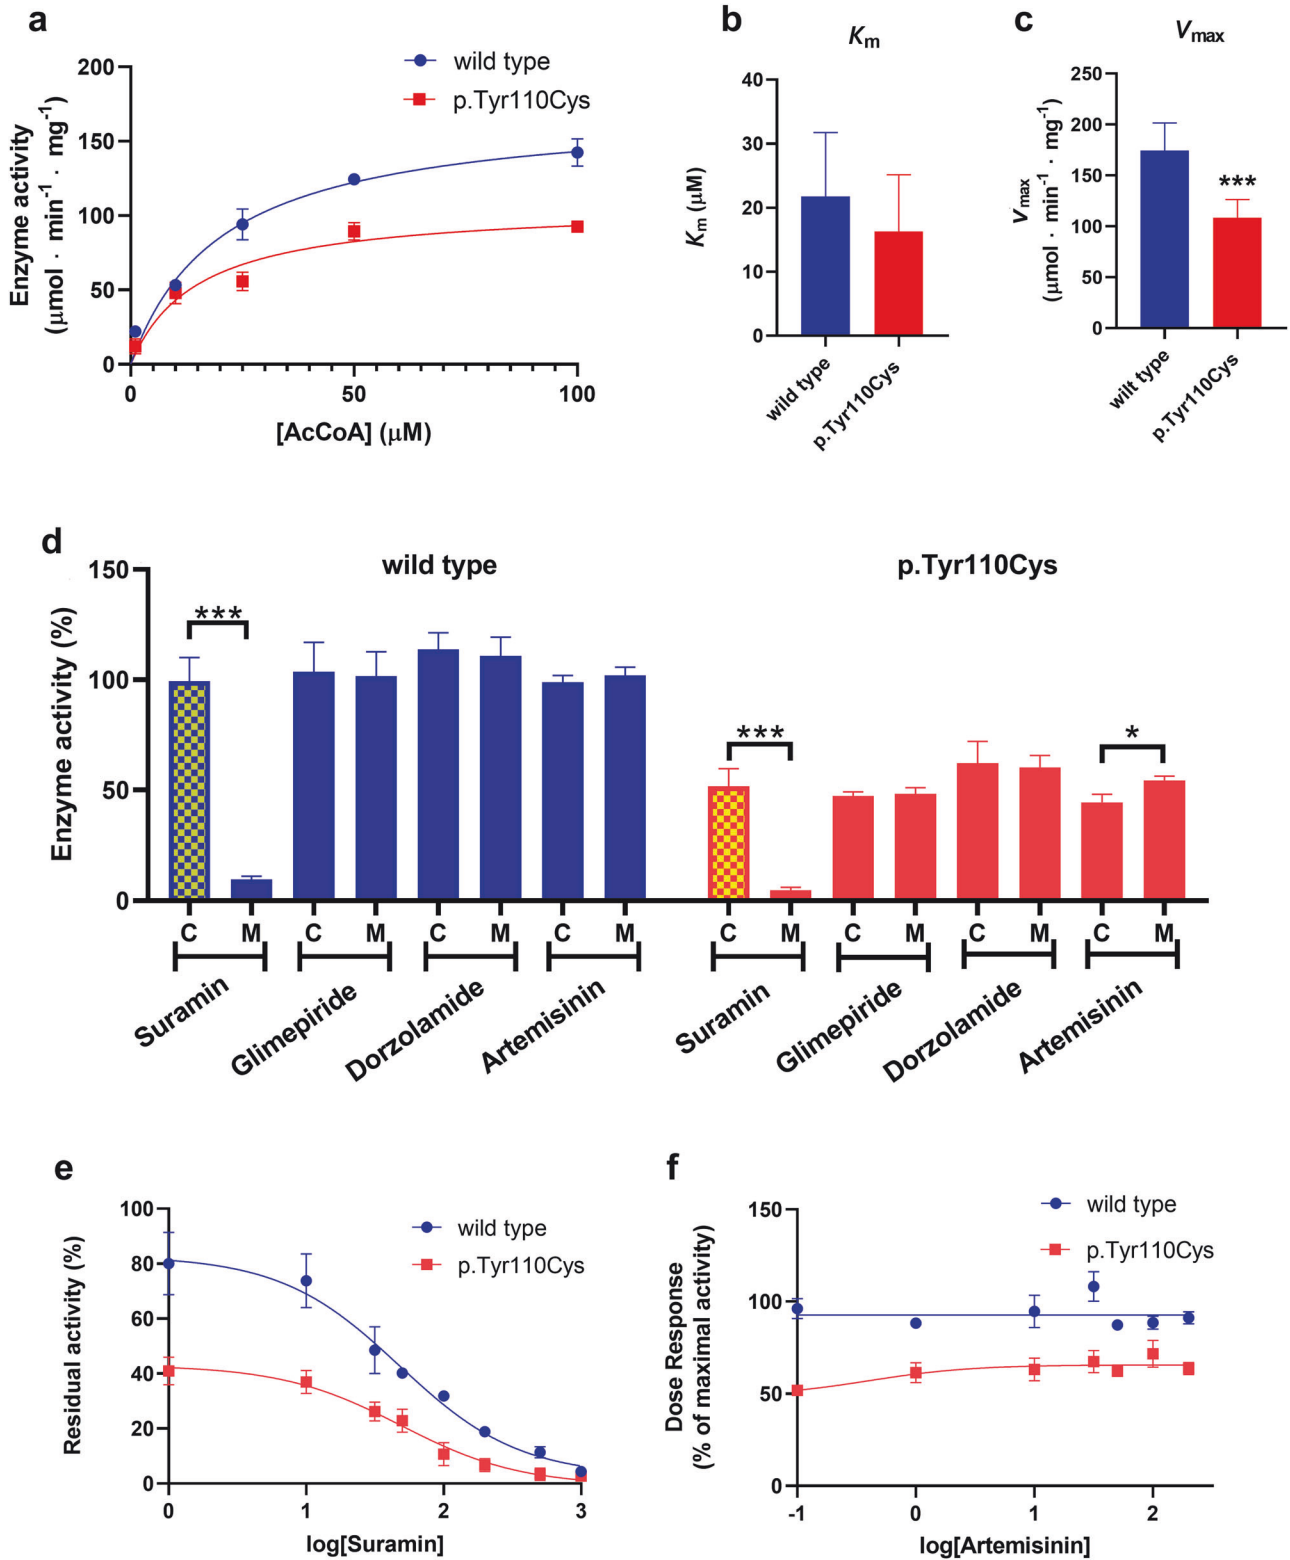 a
wild type
p.Tyr110Cys
200
150
100
50
0
Enzyme activity
(μmol · min⁻¹ · mg⁻¹)
0
50
100
[AcCoA] (μM)
b
Kₘ
40
30
20
10
0
Kₘ (μM)
wild type
p.Tyr110Cys
c
Vmax
250
200
150
100
50
0
Vmax
(μmol · min⁻¹ · mg⁻¹)
***
wilt type
p.Tyr110Cys
d
wild type
p.Tyr110Cys
150
100
50
0
Enzyme activity (%)
***
***
*
C M C M C M C M C M C M C M C M
Suramin
Glimepiride
Dorzolamide
Artemisinin
Suramin
Glimepiride
Dorzolamide
Artemisinin
e
wild type
p.Tyr110Cys
100
80
60
40
20
0
Residual activity (%)
0
1
2
3
log[Suramin]
f
wild type
p.Tyr110Cys
150
100
50
0
Dose Response
(% of maximal activity)
-1
0
1
2
log[Artemisinin]